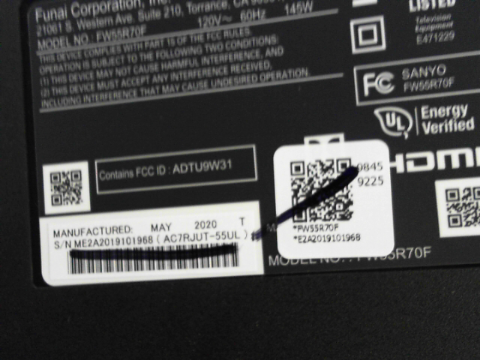 Funai Corporation, Inc.
21061 S. Western Ave., Suite 210, Torrance, CA
120V~ 60Hz 145W
MODEL NO.: FW55R70F
THIS DEVICE COMPLIES WITH PART 15 OF THE FCC RULES.
OPERATION IS SUBJECT TO THE FOLLOWING TWO CONDITIONS:
(1) THIS DEVICE MAY NOT CAUSE HARMFUL INTERFERENCE, AND
(2) THIS DEVICE MUST ACCEPT ANY INTERFERENCE RECEIVED,
INCLUDING INTERFERENCE THAT MAY CAUSE UNDESIRED OPERATION.
LISTED
Television
Equipment
E471229
FC SANYO
FW55R70F
UL Energy
Verified
HDMI
Contains FCC ID : ADTU9W31
9845
9225
*FW55R70F
*E2A2019101968
MANUFACTURED: MAY 2020 T
S/N ME2A2019101968 ( AC7RJUT-55UL )
MODEL NO.: FW55R70F